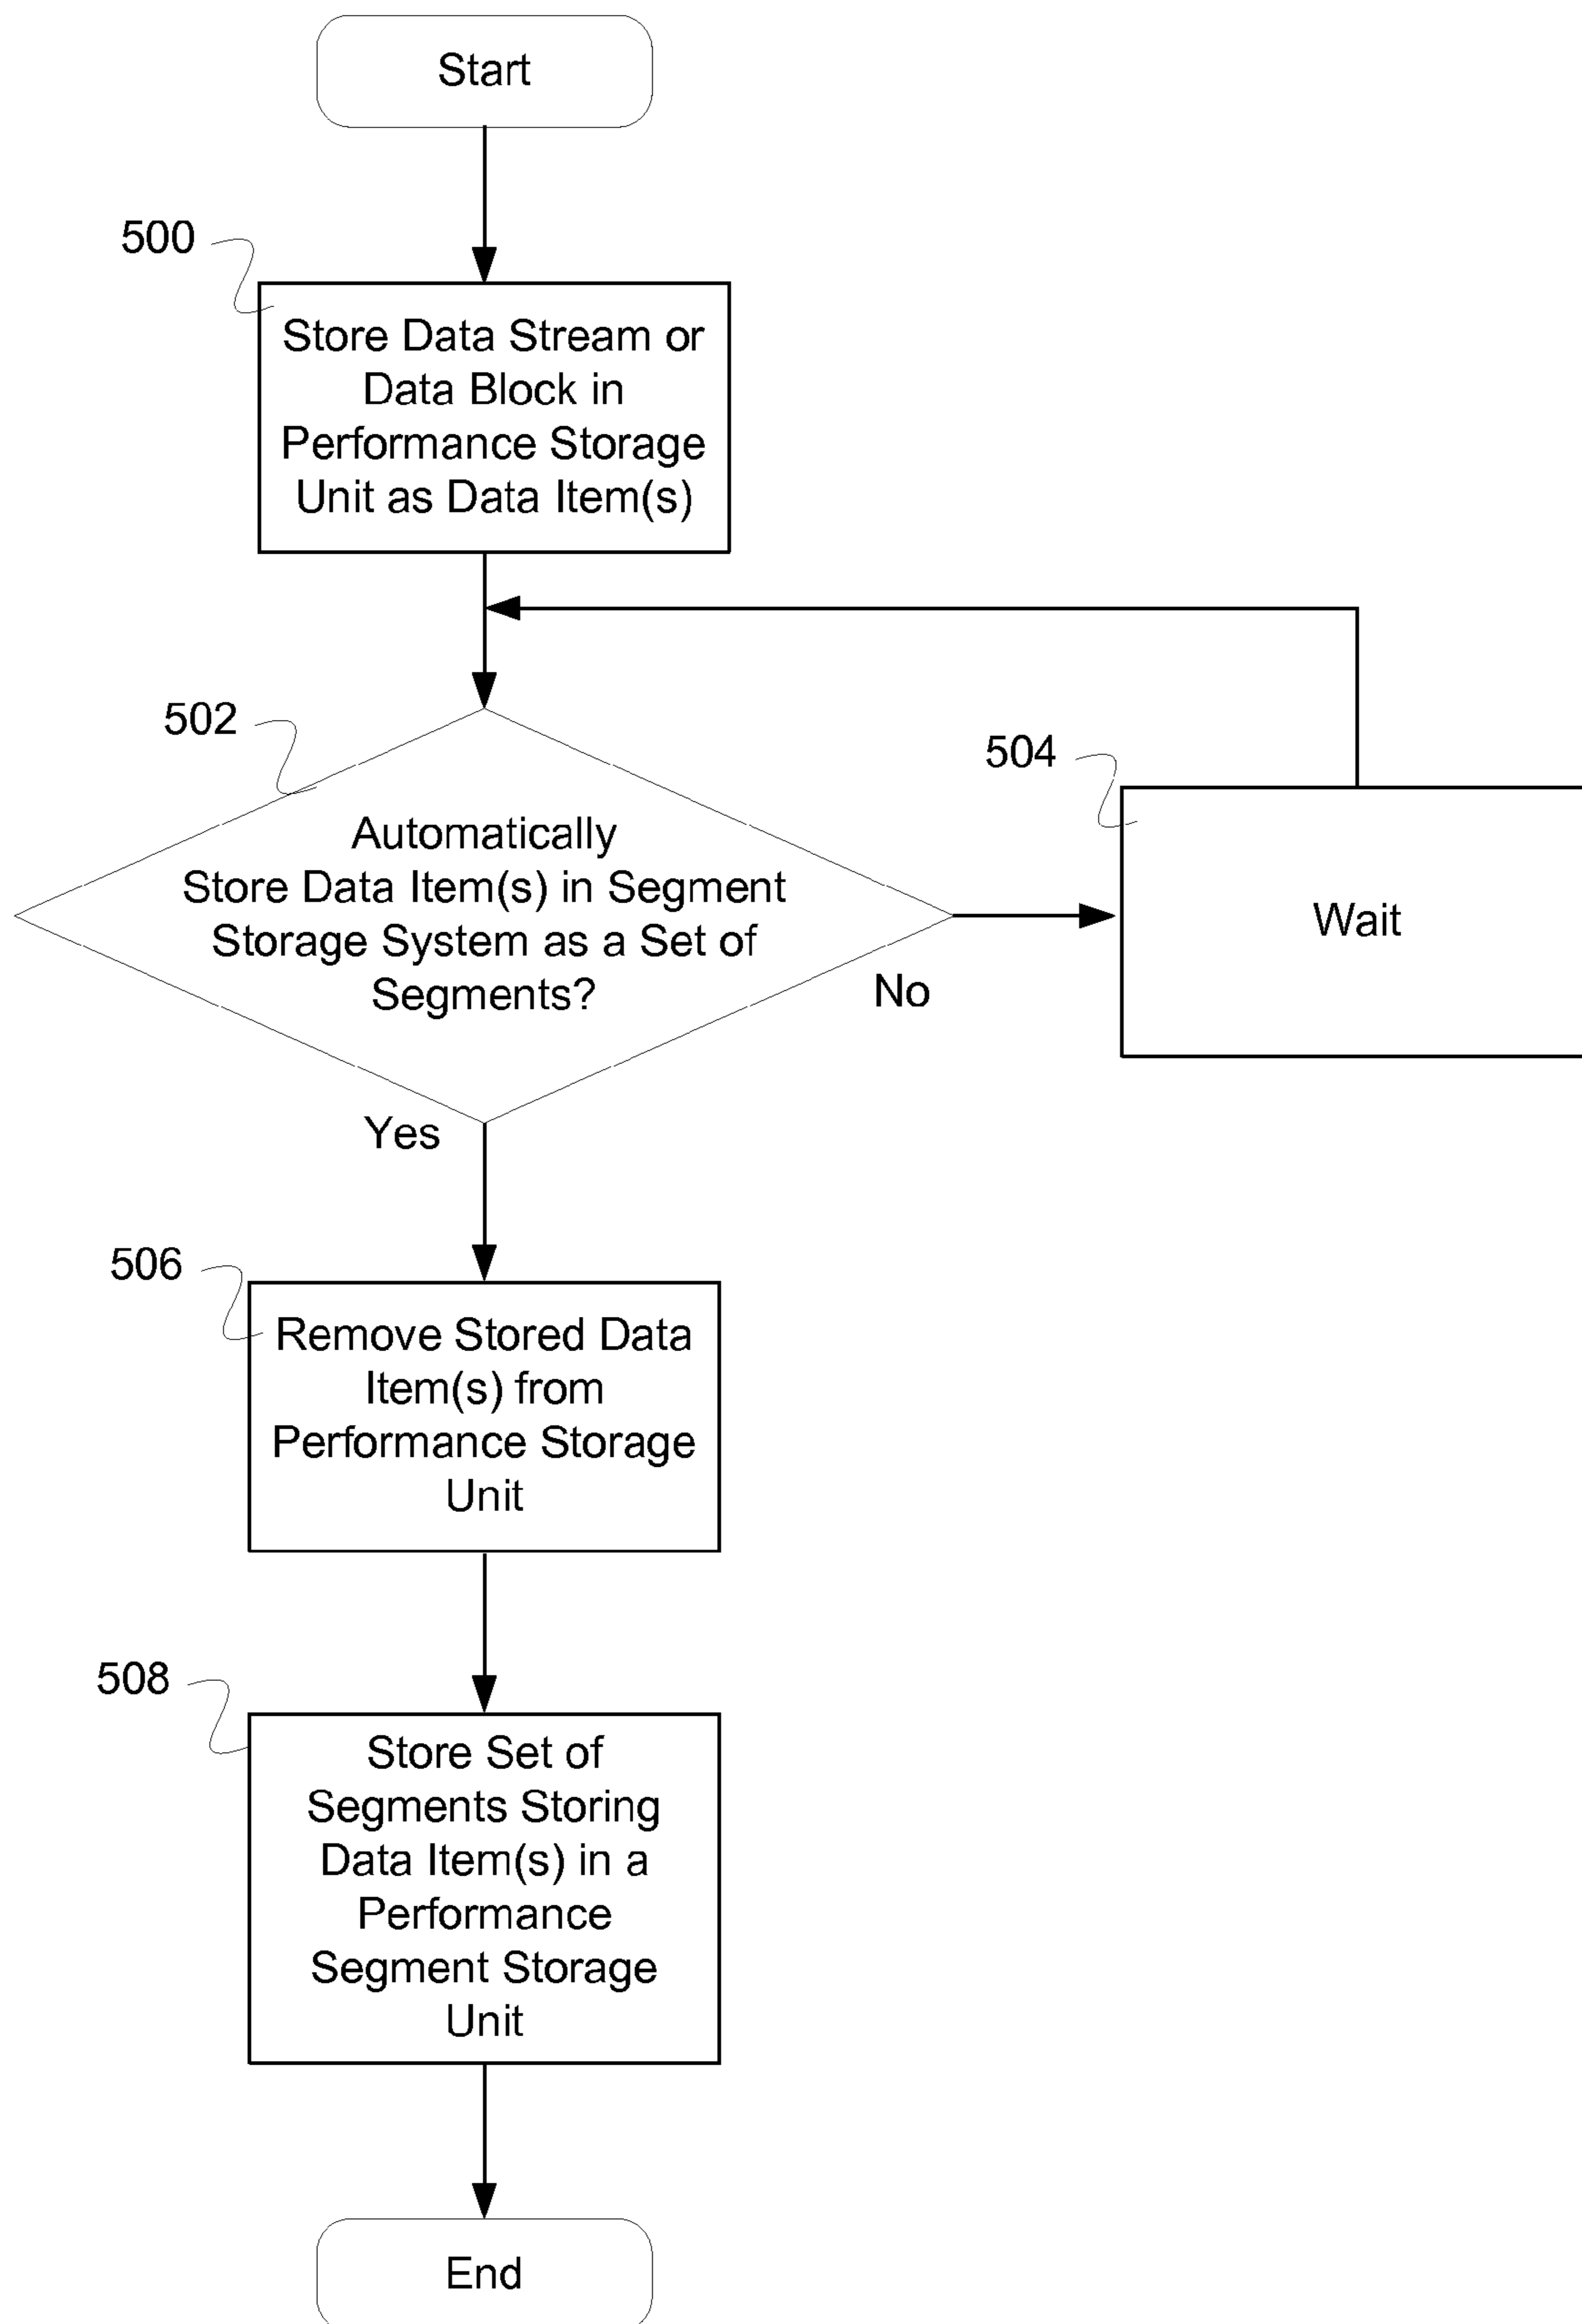 Start
500
Store Data Stream or
Data Block in
Performance Storage
Unit as Data Item(s)
502
Automatically
Store Data Item(s) in Segment
Storage System as a Set of
Segments?
504
Wait
No
Yes
506
Remove Stored Data
Item(s) from
Performance Storage
Unit
508
Store Set of
Segments Storing
Data Item(s) in a
Performance
Segment Storage
Unit
End